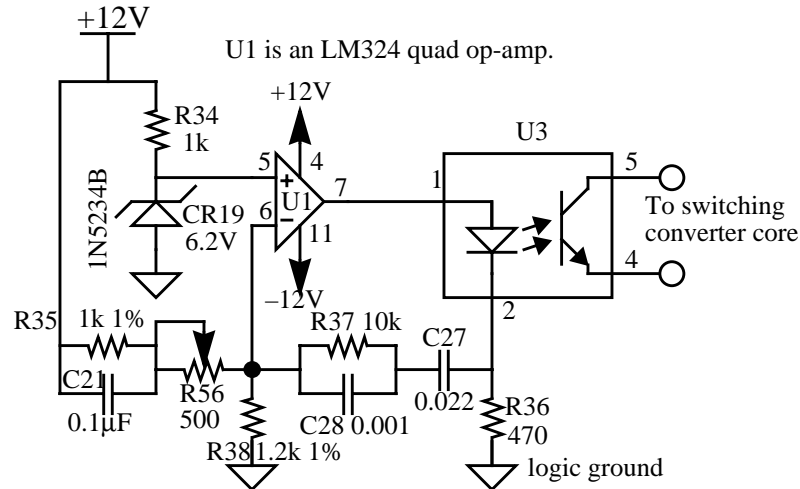 +12V
U1 is an LM324 quad op-amp.
+12V
R34
1k
U3
5
4
7
1
5
U1
6
CR19
6.2V
1N5234B
11
To switching
converter core
4
–12V
2
R35
1k 1%
R37 10k
C27
C21
0.1µF
R56
500
C28 0.001
0.022
R36
470
R38 1.2k 1%
logic ground